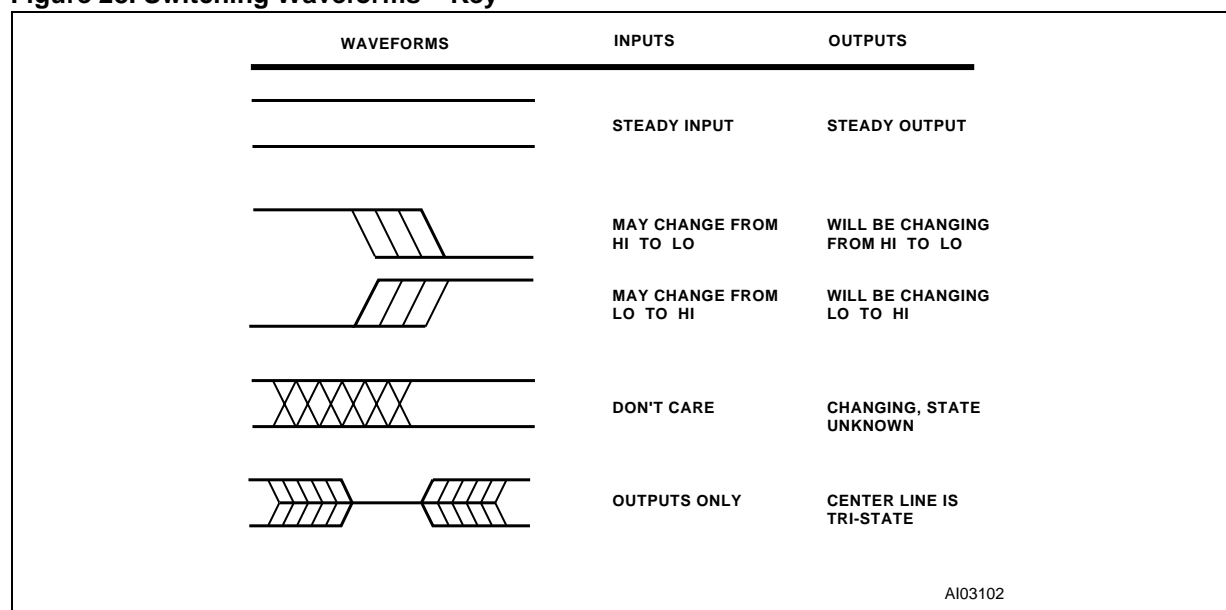 Figure Switching Waveforms – Key
WAVEFORMS INPUTS OUTPUTS
STEADY INPUT STEADY OUTPUT
MAY CHANGE FROM WILL BE CHANGING
HI TO LO FROM HI TO LO
MAY CHANGE FROM WILL BE CHANGING
LO TO HI LO TO HI
DON'T CARE CHANGING, STATE
UNKNOWN
OUTPUTS ONLY CENTER LINE IS
TRI-STATE
AI03102